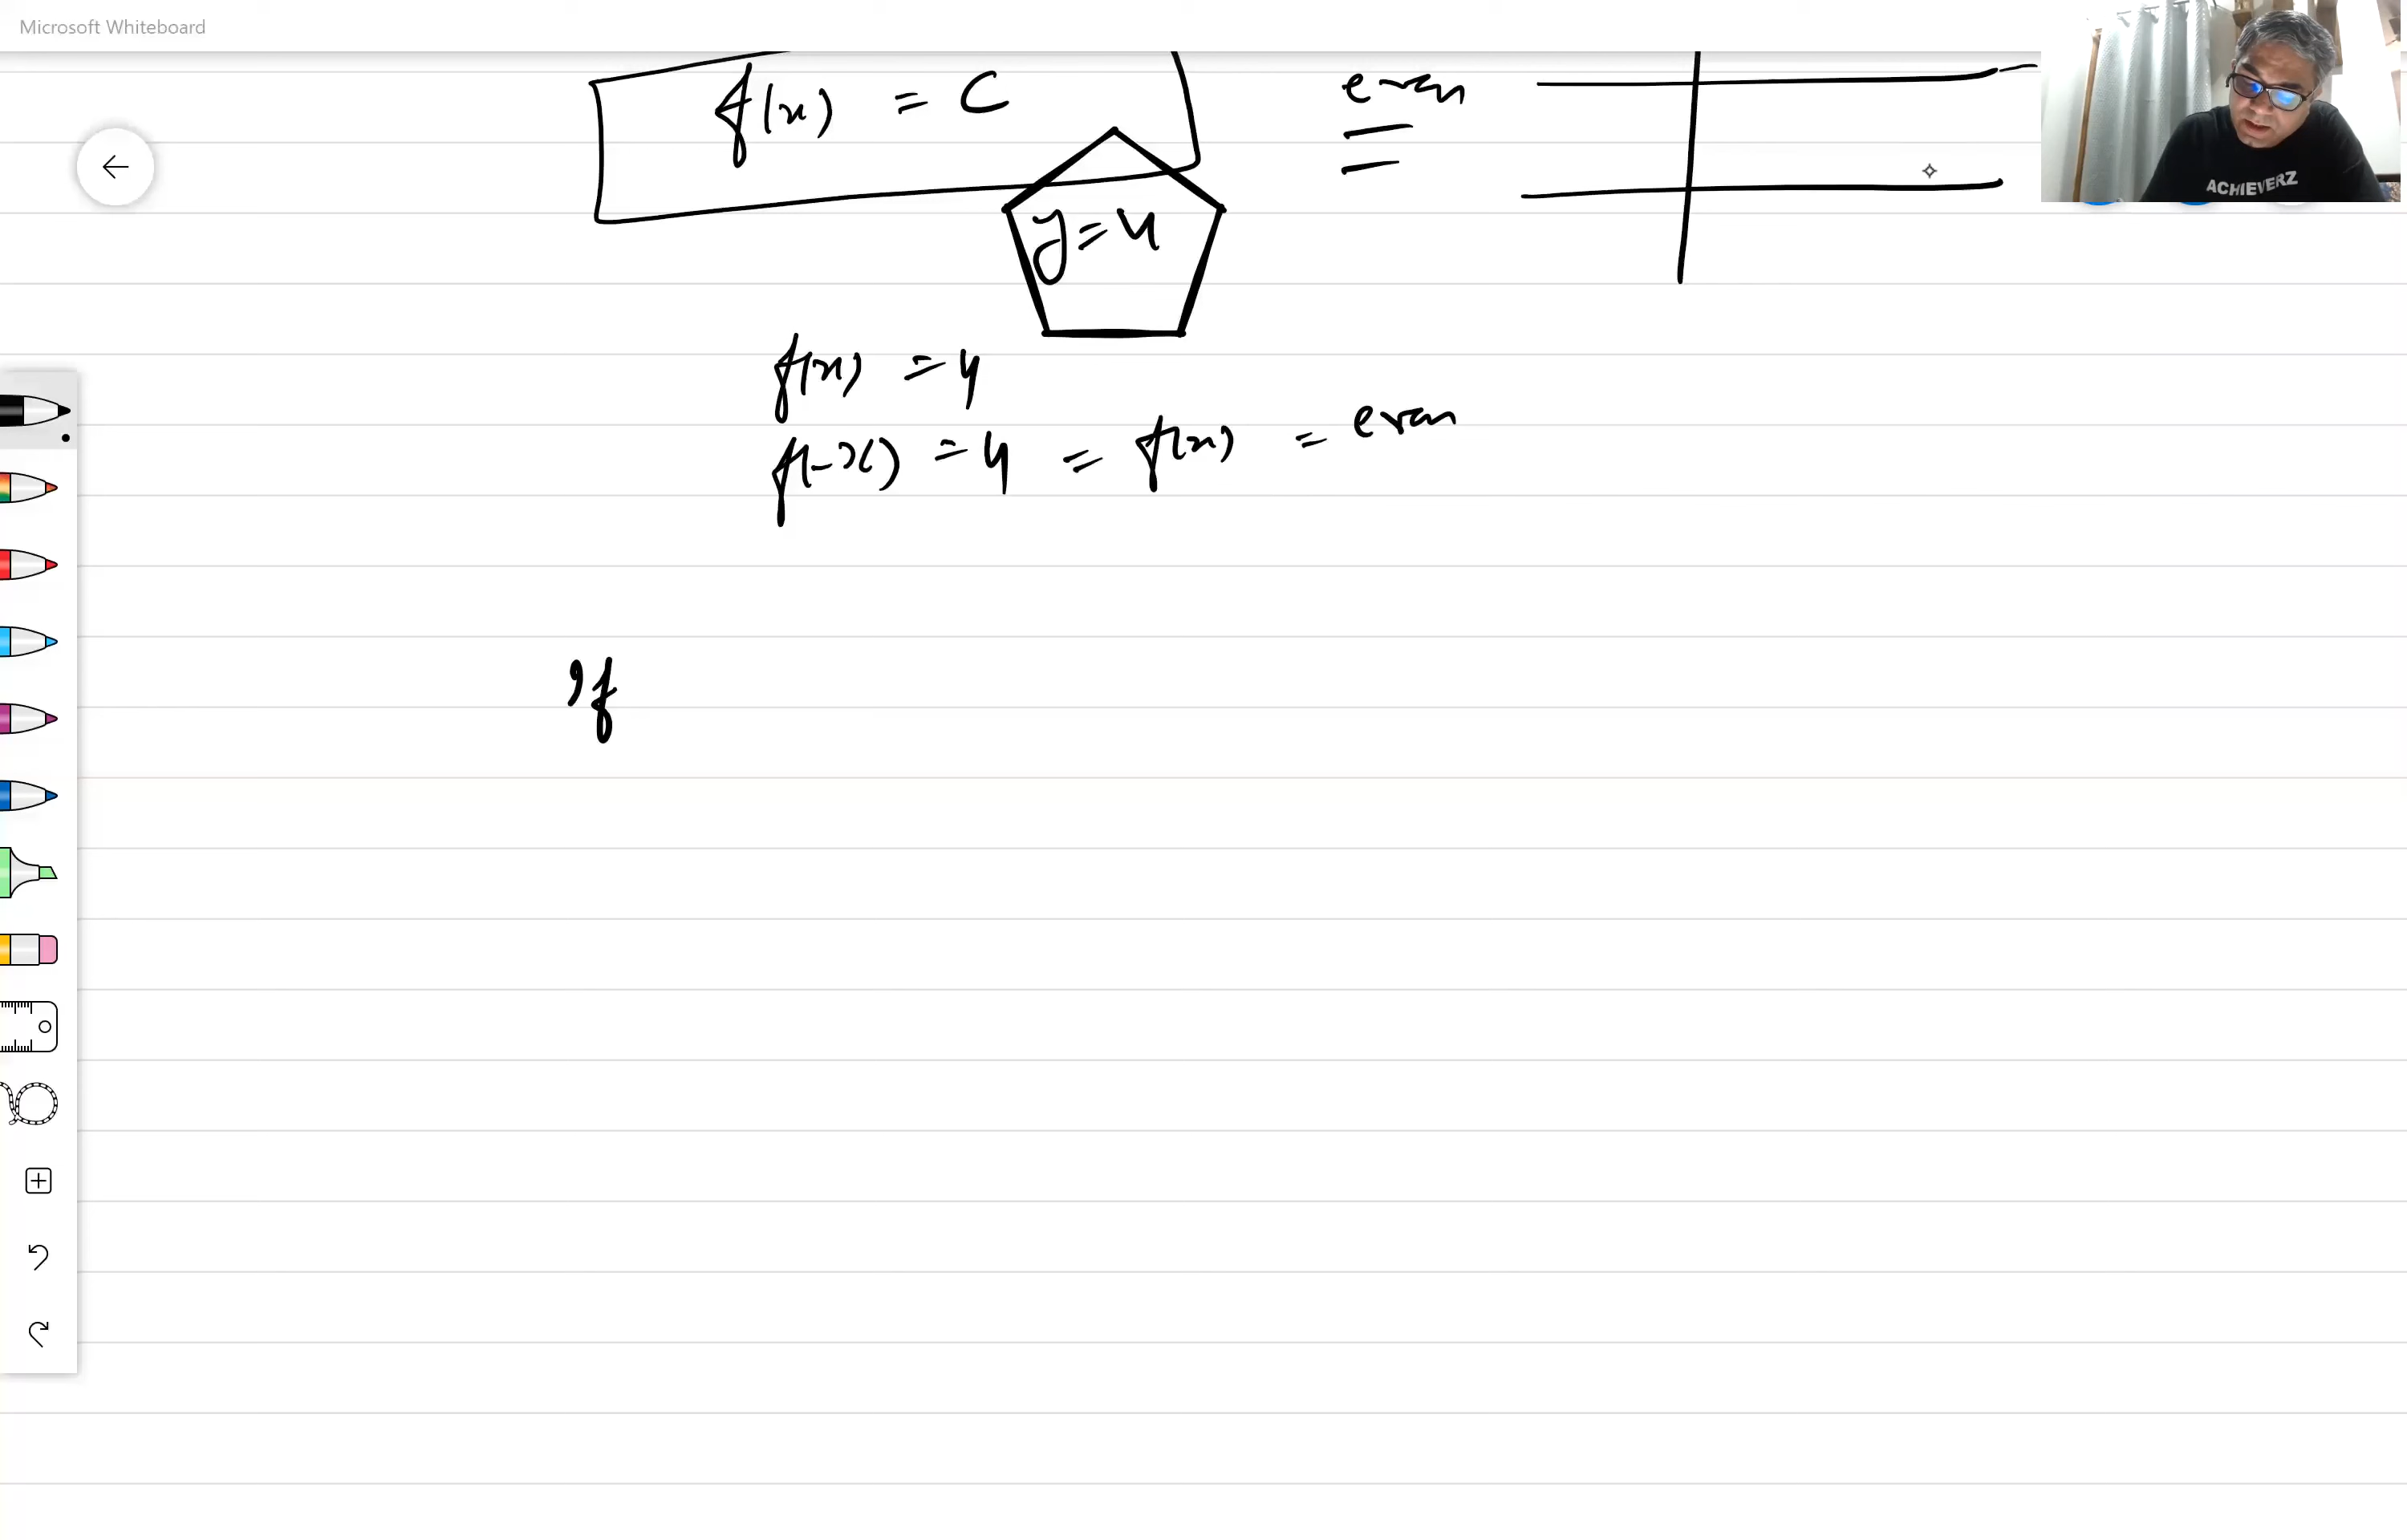 Microsoft Whiteboard
f(x) = C even
ACHIEVERZ
y=4
f(x) = 4
f(-x) = 4 = f(x) = even
If